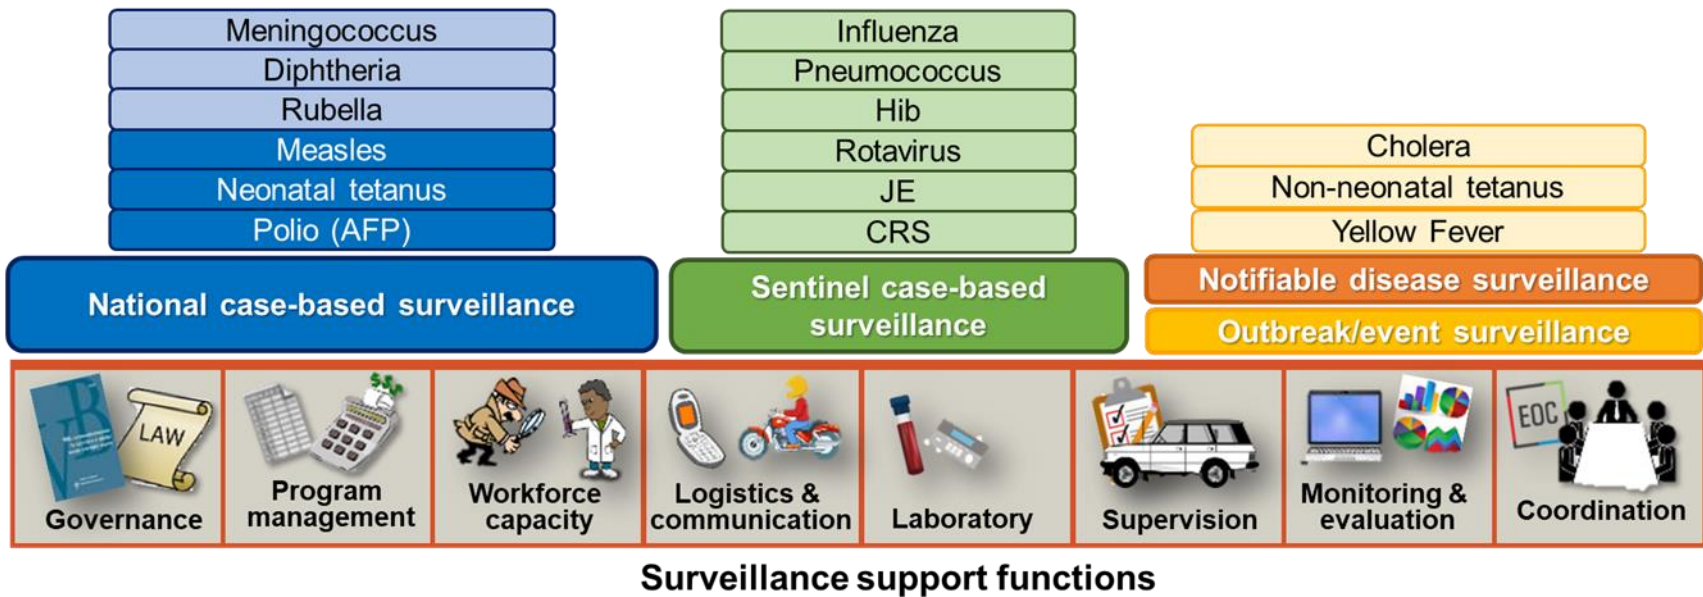 Meningococcus
Diphtheria
Rubella
Measles
Neonatal tetanus
Polio (AFP)
National case-based surveillance
Influenza
Pneumococcus
Hib
Rotavirus
JE
CRS
Sentinel case-based
surveillance
Cholera
Non-neonatal tetanus
Yellow Fever
Notifiable disease surveillance
Outbreak/event surveillance
LAW
Governance
$$$
Program
management
Workforce
capacity
Logistics &
communication
Laboratory
Supervision
Monitoring &
evaluation
EOC
Coordination
Surveillance support functions